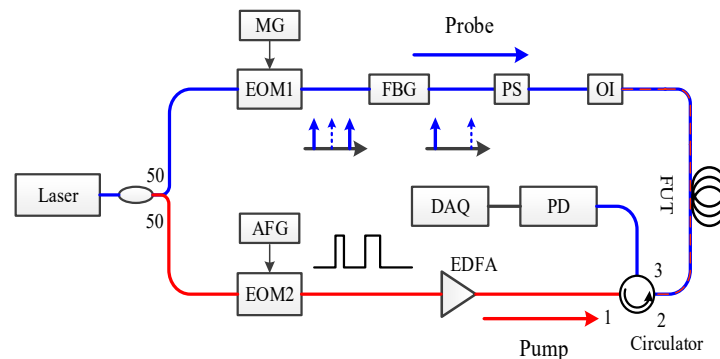 MG
Probe
EOM1
FBG
PS
OI
50
Laser
50
FUT
DAQ
PD
AFG
EDFA
3
EOM2
1
2
Pump
Circulator